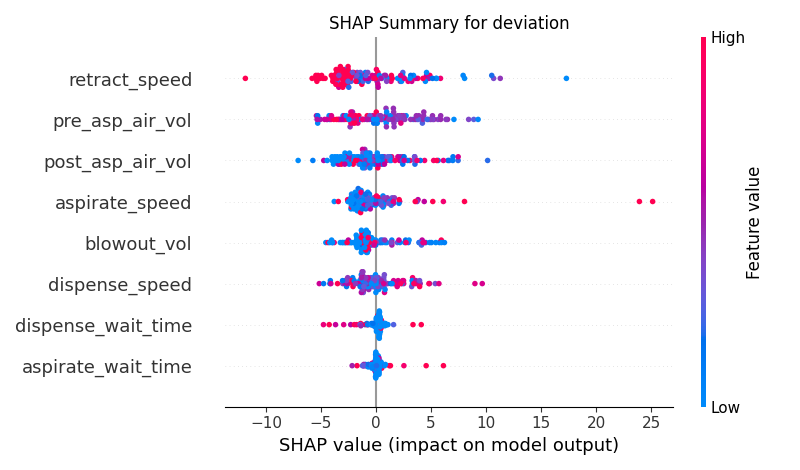 SHAP Summary for deviation
High
retract_speed
pre_asp_air_vol
post_asp_air_vol
aspirate_speed
blowout_vol
dispense_speed
dispense_wait_time
aspirate_wait_time
Feature value
Low
−10 −5 0 5 10 15 20 25
SHAP value (impact on model output)